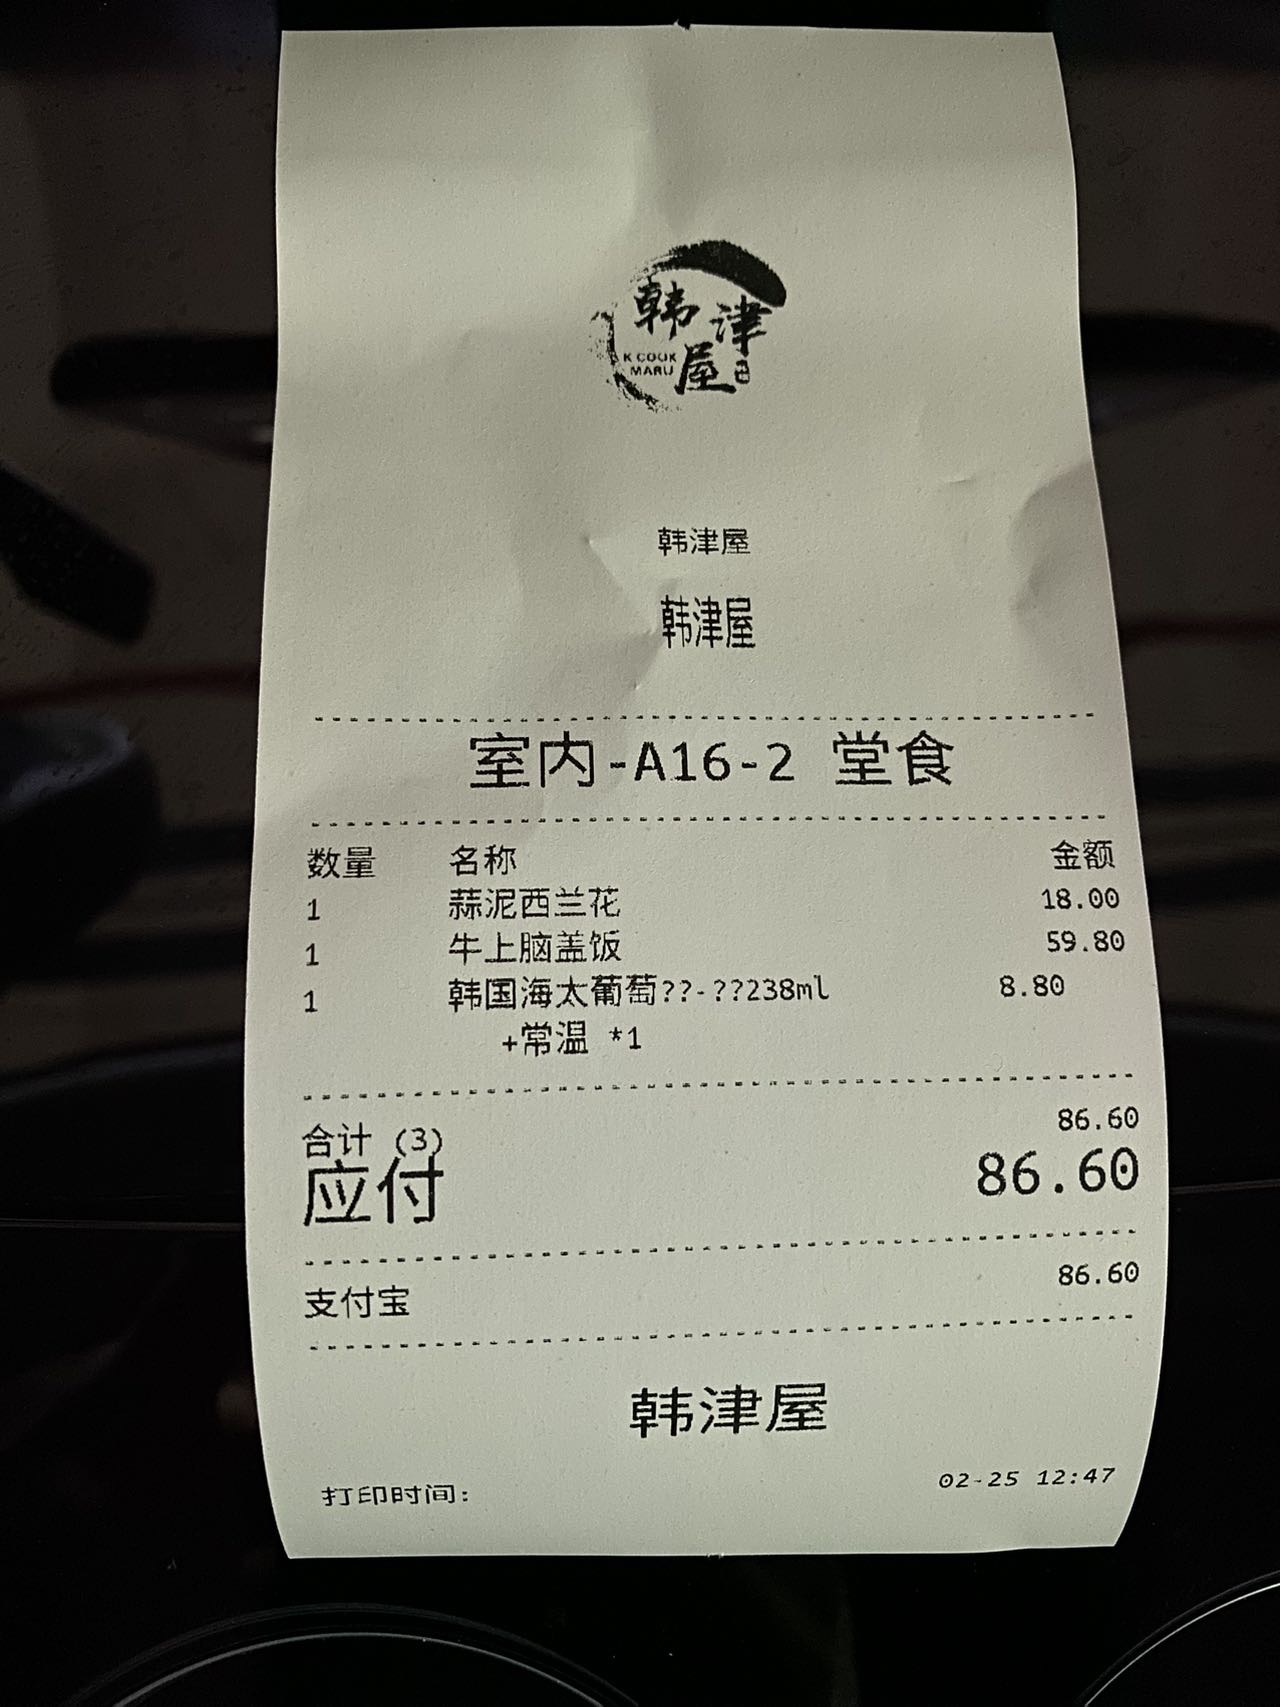 韩津屋
K COOK
MARU
韩津屋
韩津屋
室内-A16-2 堂食
数量 名称 金额
1 蒜泥西兰花 18.00
1 牛上脑盖饭 59.80
1 韩国海太葡萄??-??238ml 8.80
+常温 *1
合计 (3) 86.60
应付 86.60
支付宝 86.60
韩津屋
打印时间: 02-25 12:47